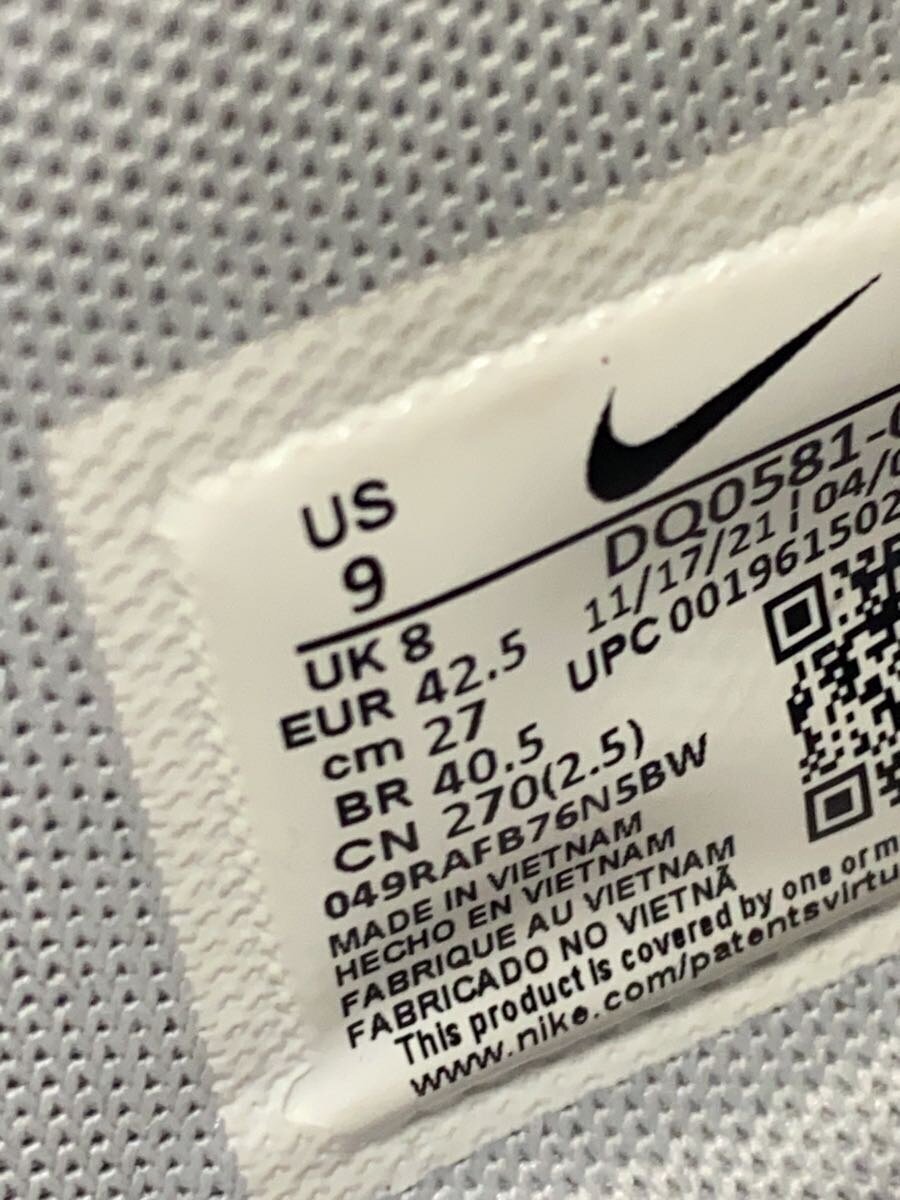 US
9
DQ0581-
11/17/21 | 04/0
UPC 001961502
UK 8
EUR 42.5
cm 27
BR 40.5
CN 270(2.5)
049RAFB76N5BW
MADE IN VIETNAM
HECHO EN VIETNAM
FABRIQUE AU VIETNAM
FABRICADO NO VIETNÃ
This product is covered by one or m
www.nike.com/patentsvirtu